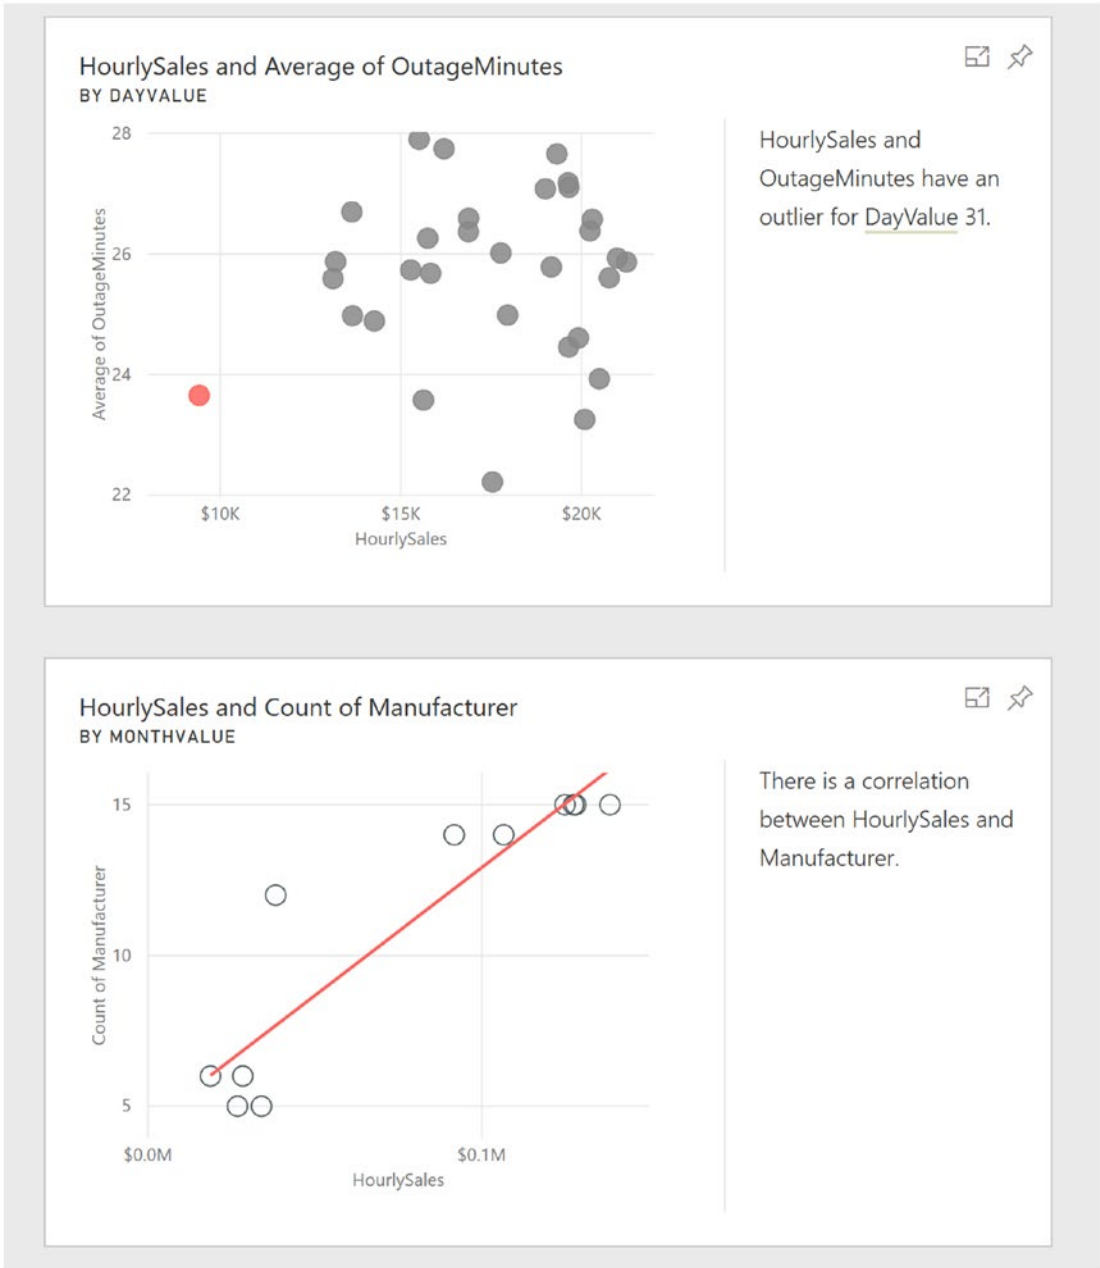 HourlySales and Average of OutageMinutes
BY DAYVALUE
28
26
24
22
Average of OutageMinutes
$10K
$15K
$20K
HourlySales
HourlySales and
OutageMinutes have an
outlier for DayValue 31.
HourlySales and Count of Manufacturer
BY MONTHVALUE
15
10
5
Count of Manufacturer
$0.0M
$0.1M
HourlySales
There is a correlation
between HourlySales and
Manufacturer.